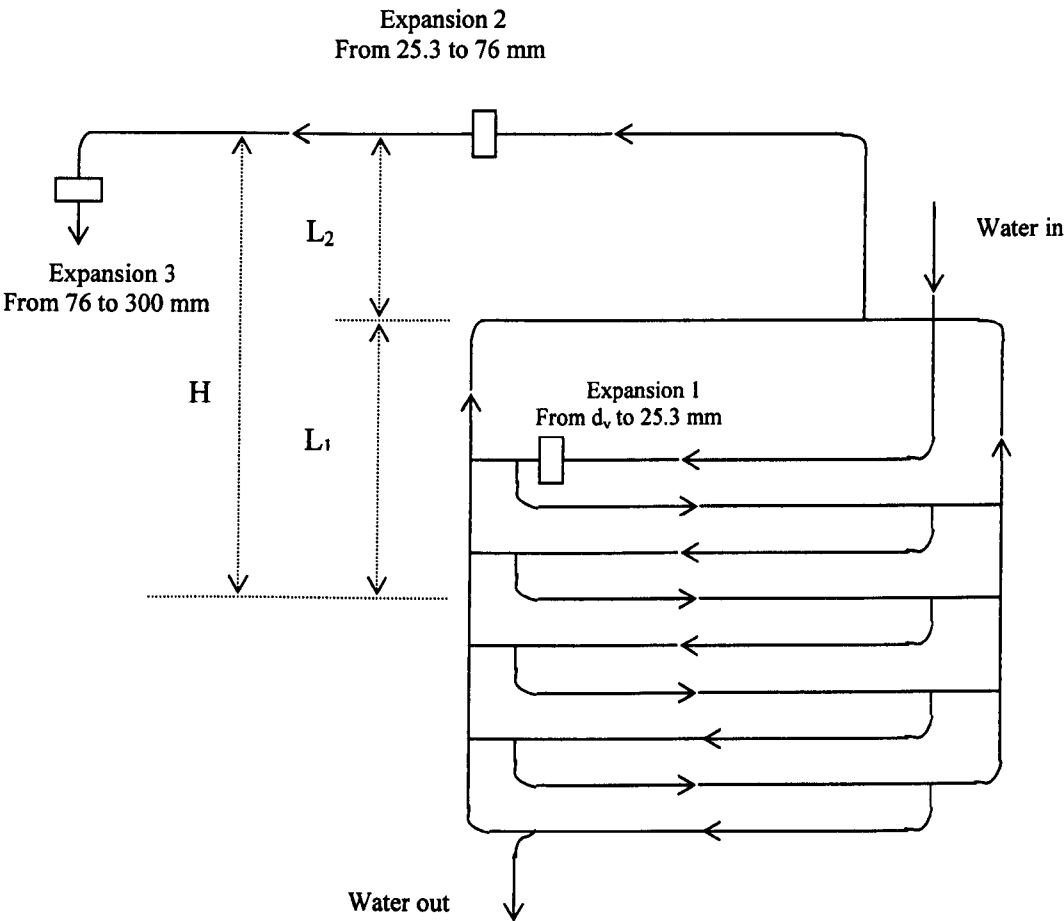 Expansion 2
From 25.3 to 76 mm
L₂
Water in
Expansion 3
From 76 to 300 mm
H
Expansion 1
From dᵥ to 25.3 mm
L₁
Water out